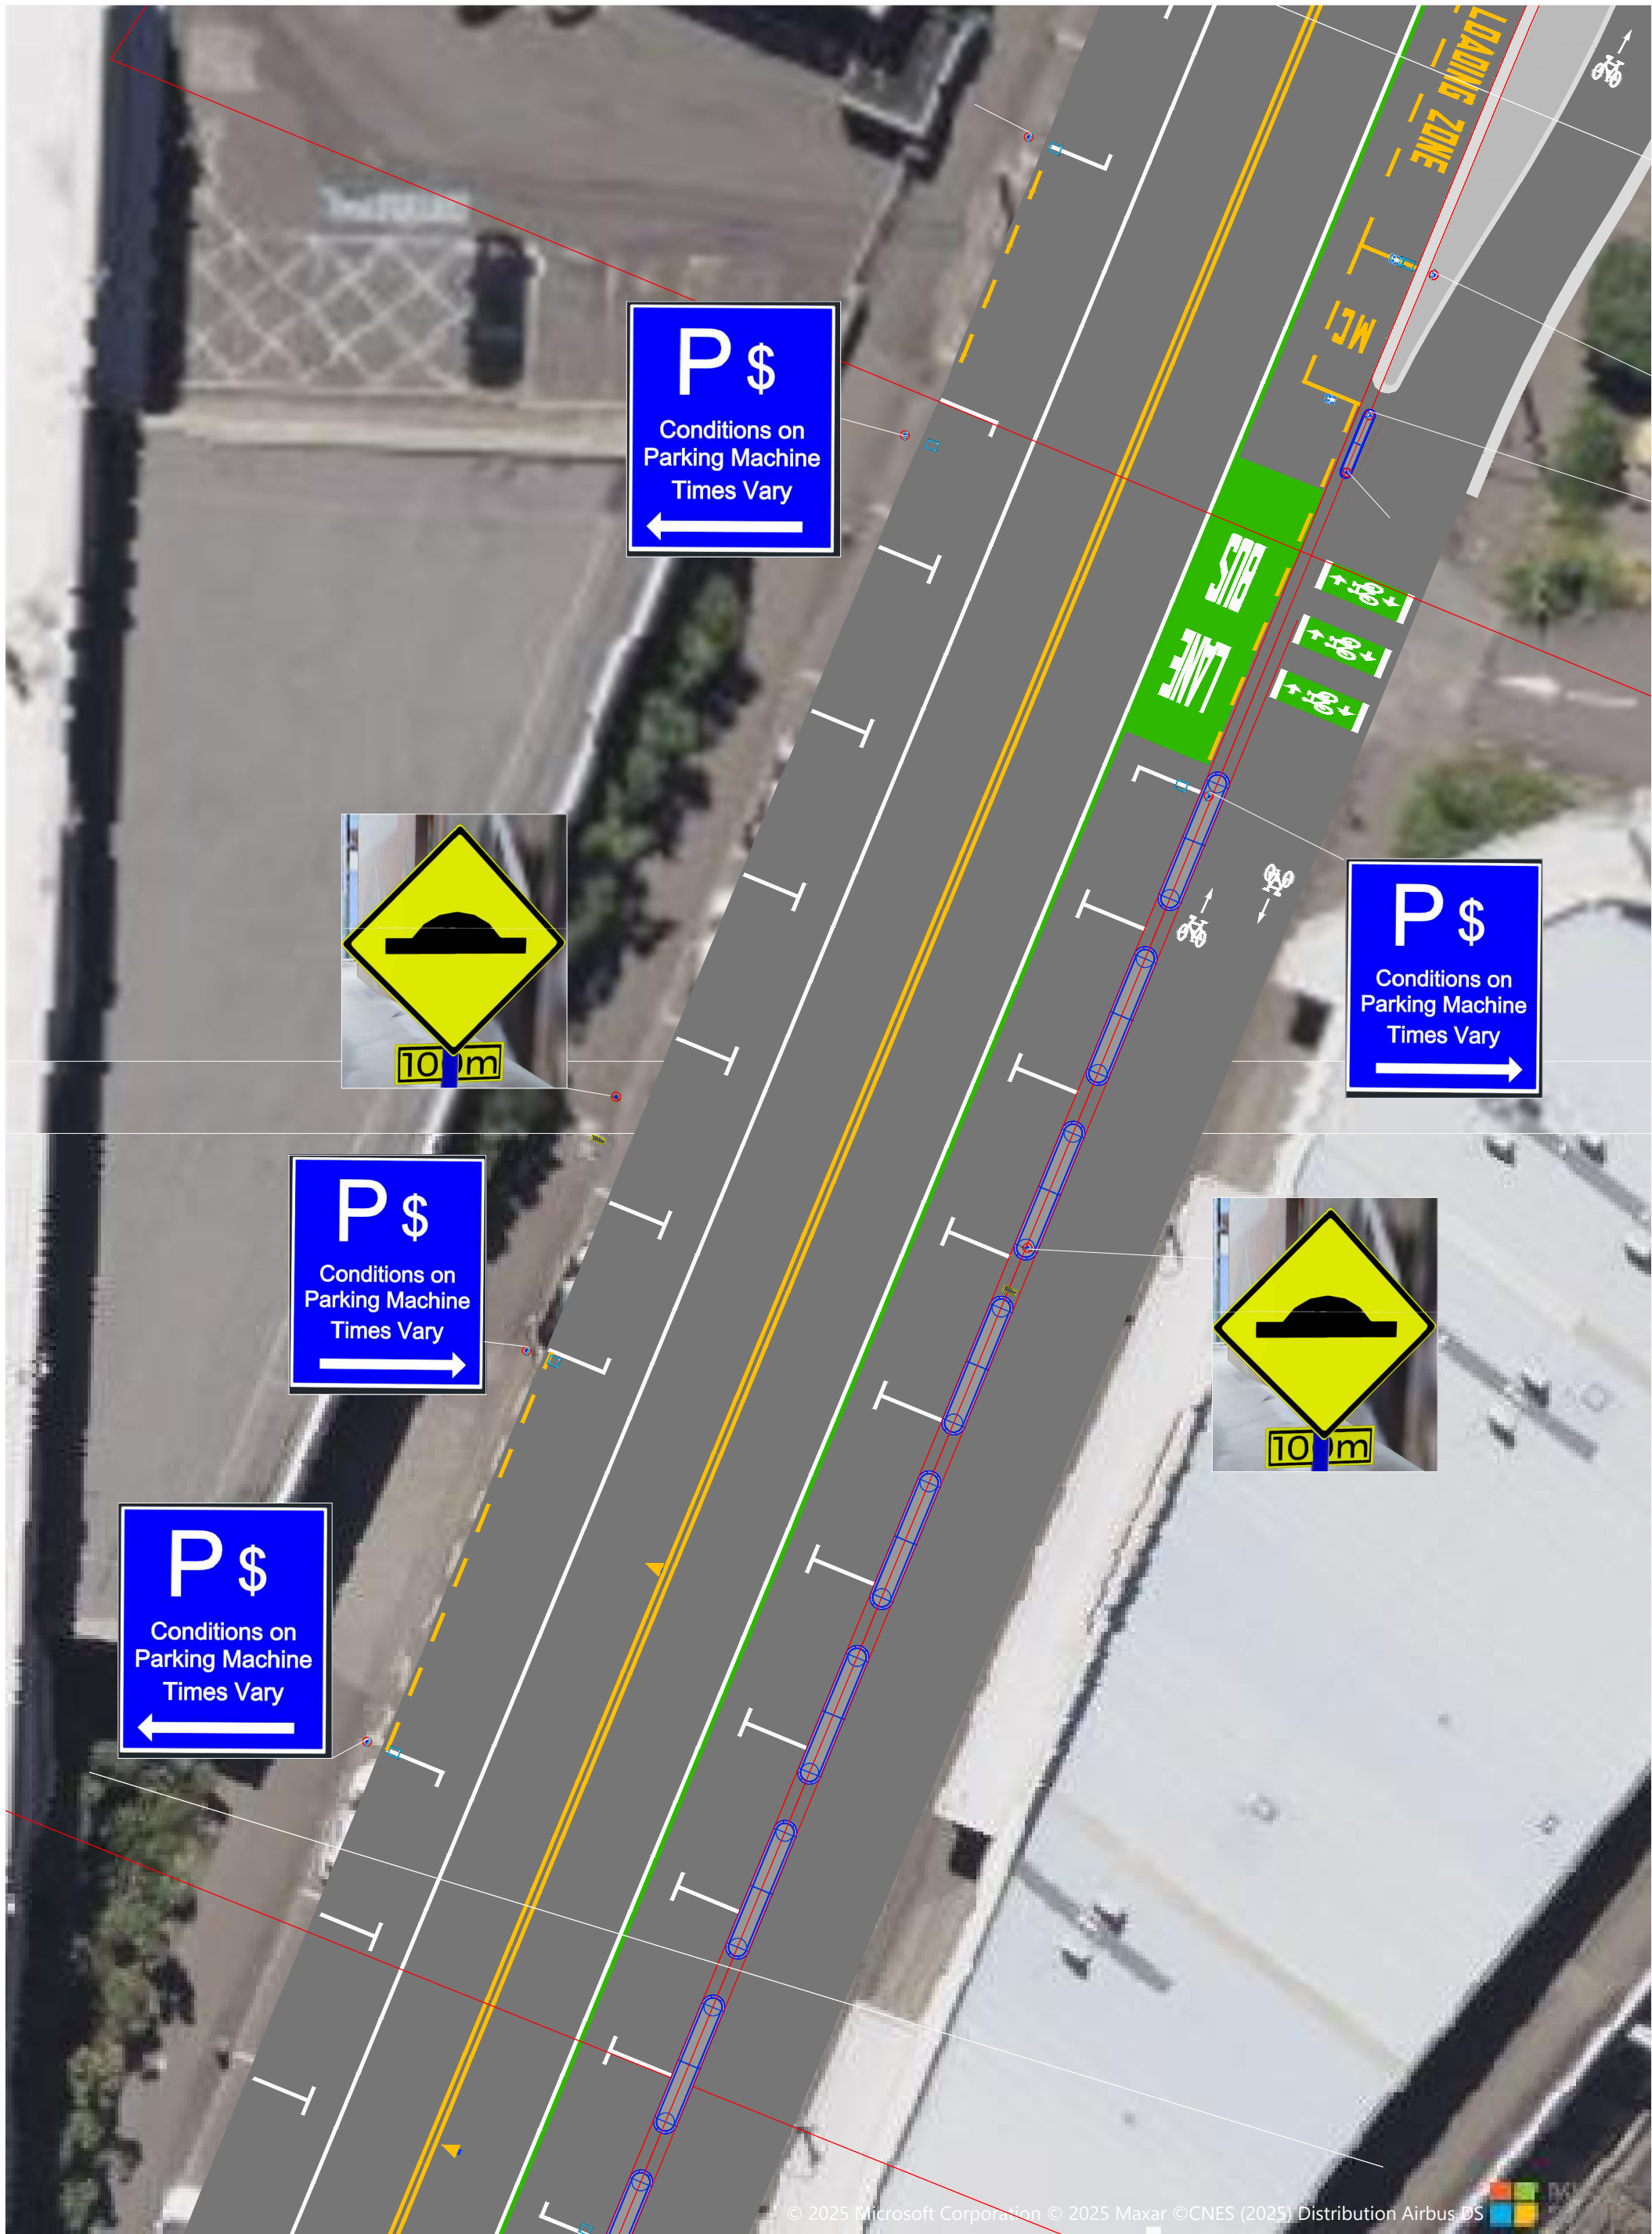 LOADING ZONE
MC
P $
Conditions on
Parking Machine
Times Vary
BUS
LANE
100m
P $
Conditions on
Parking Machine
Times Vary
P $
Conditions on
Parking Machine
Times Vary
100m
P $
Conditions on
Parking Machine
Times Vary
© 2025 Microsoft Corporation © 2025 Maxar ©CNES (2025) Distribution Airbus DS